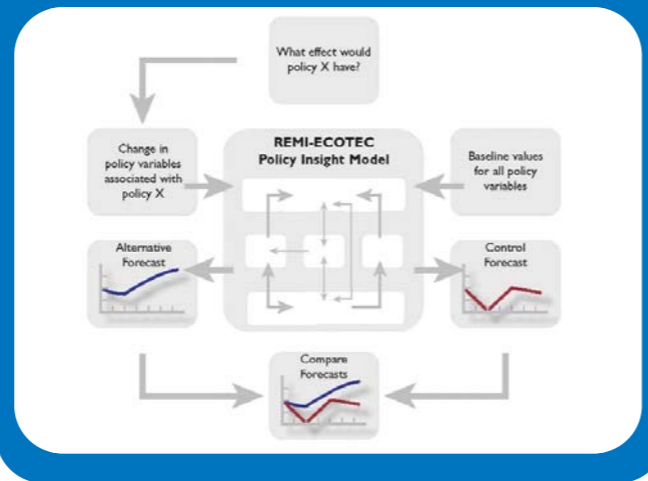 What effect would
policy X have?
Change in
policy variables
associated with
policy X
REMI-ECOTEC
Policy Insight Model
Baseline values
for all policy
variables
Alternative
Forecast
Control
Forecast
Compare
Forecasts